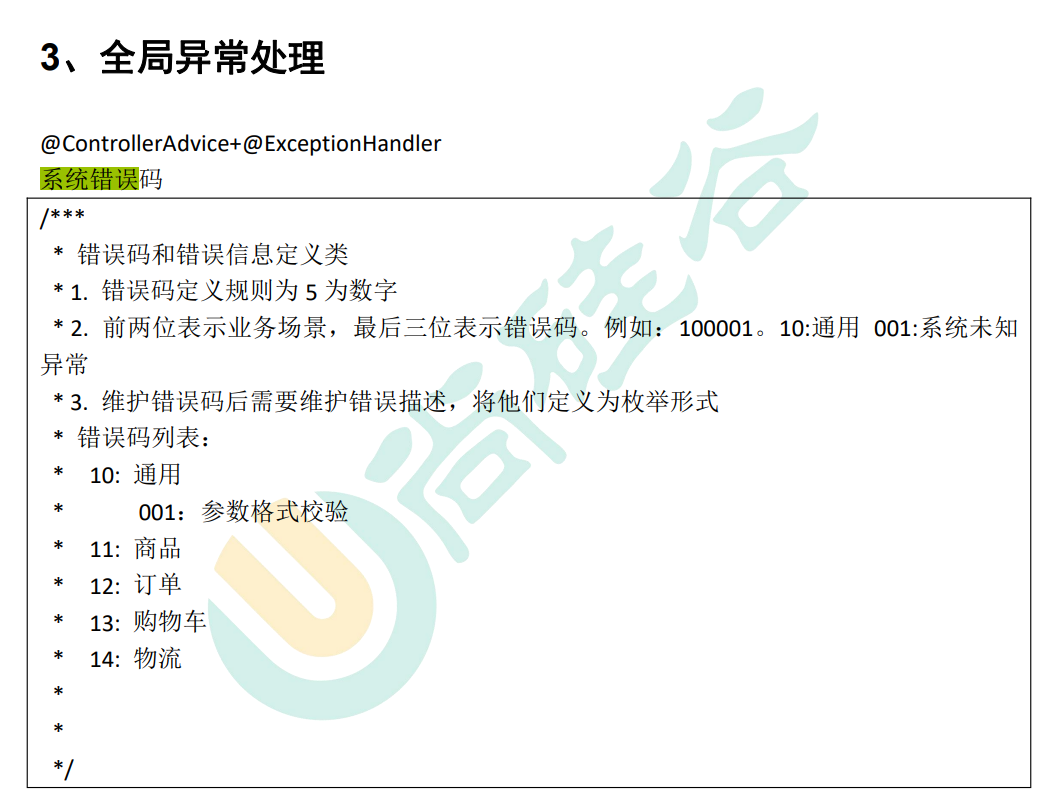 3、全局异常处理
@ControllerAdvice+@ExceptionHandler
系统错误码
/***
* 错误码和错误信息定义类
* 1. 错误码定义规则为 5 为数字
* 2. 前两位表示业务场景，最后三位表示错误码。例如：100001。10:通用 001:系统未知
异常
* 3. 维护错误码后需要维护错误描述，将他们定义为枚举形式
* 错误码列表：
* 10: 通用
* 001：参数格式校验
* 11: 商品
* 12: 订单
* 13: 购物车
* 14: 物流
*
*
*/
尚硅谷